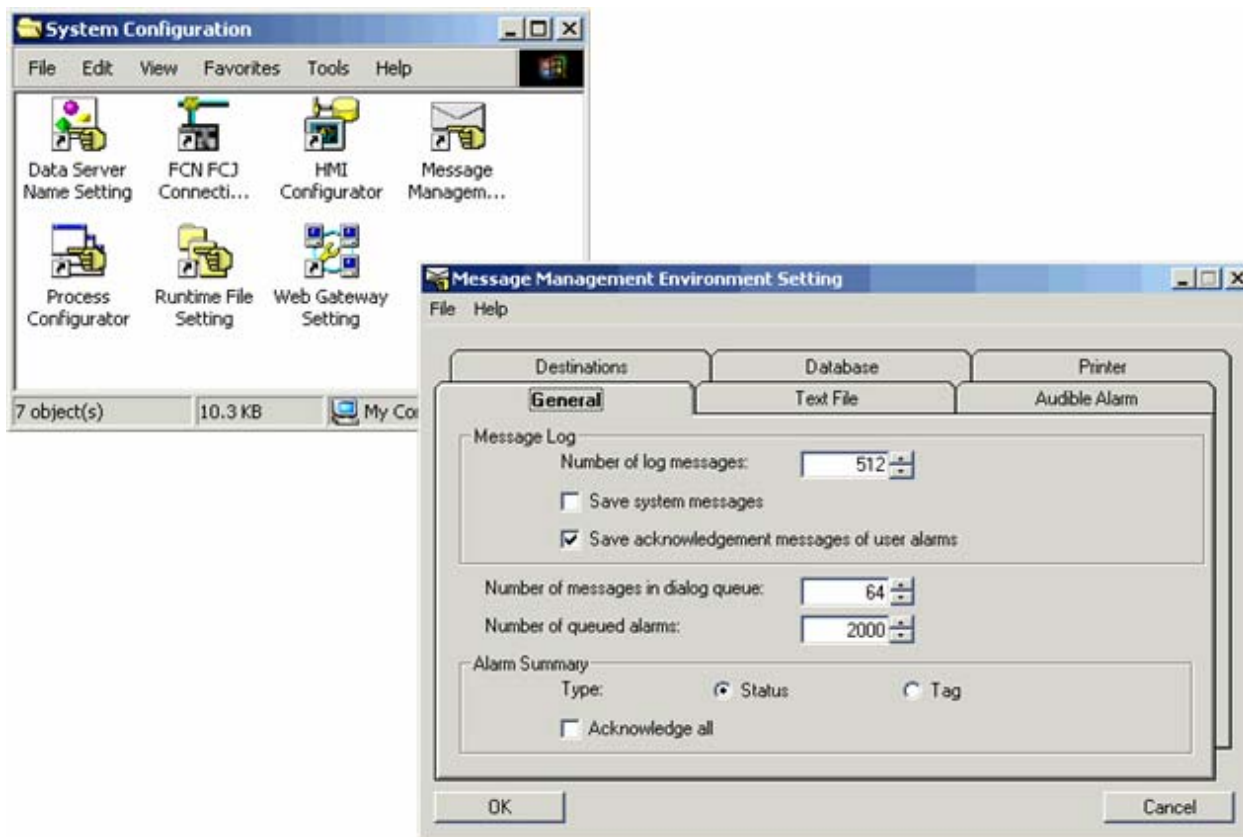 System Configuration
File Edit View Favorites Tools Help
Data Server Name Setting
FCN FCJ Connecti...
HMI Configurator
Message Managem...
Process Configurator
Runtime File Setting
Web Gateway Setting
7 object(s) 10.3 KB My Co
Message Management Environment Setting
File Help
Destinations Database Printer
General Text File Audible Alarm
Message Log
Number of log messages: 512
Save system messages
Save acknowledgement messages of user alarms
Number of messages in dialog queue: 64
Number of queued alarms: 2000
Alarm Summary
Type: Status Tag
Acknowledge all
OK Cancel